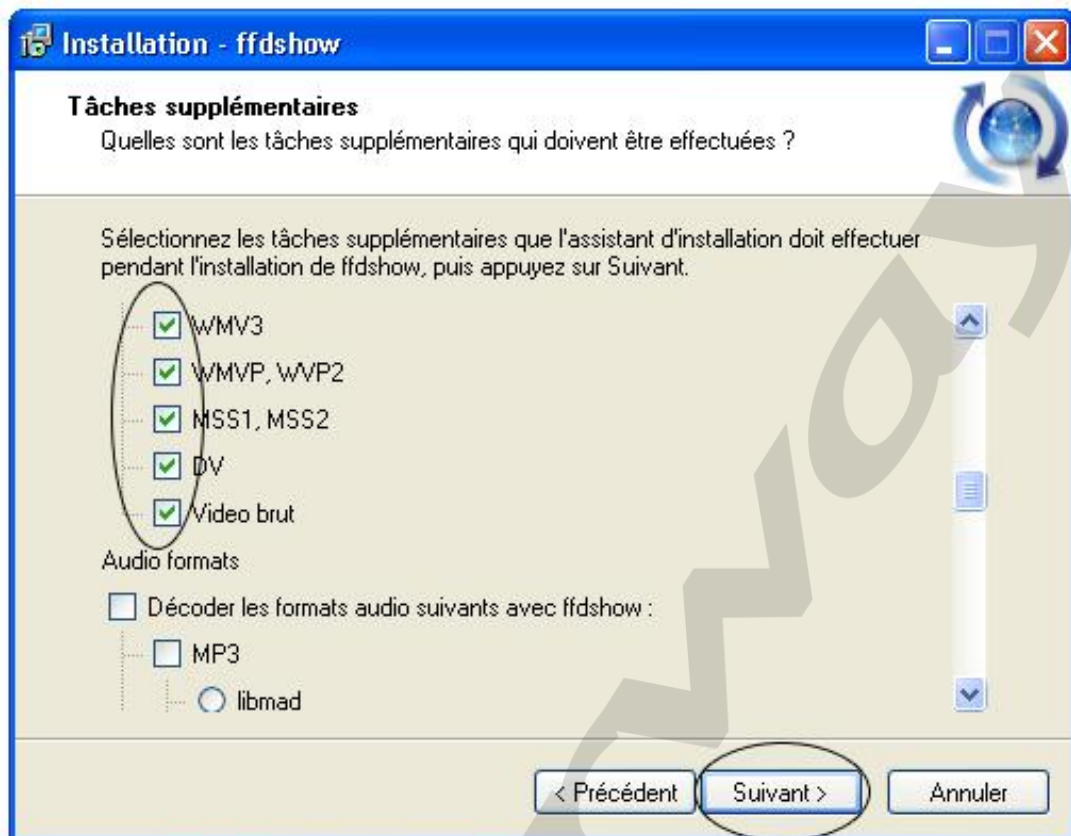 Installation - ffdshow
Tâches supplémentaires
Quelles sont les tâches supplémentaires qui doivent être effectuées ?
Sélectionnez les tâches supplémentaires que l'assistant d'installation doit effectuer
pendant l'installation de ffdshow, puis appuyez sur Suivant.
WMV3
WMVP, WVP2
MSS1, MSS2
DV
Video brut
Audio formats
Décoder les formats audio suivants avec ffdshow :
MP3
libmad
< Précédent
Suivant >
Annuler